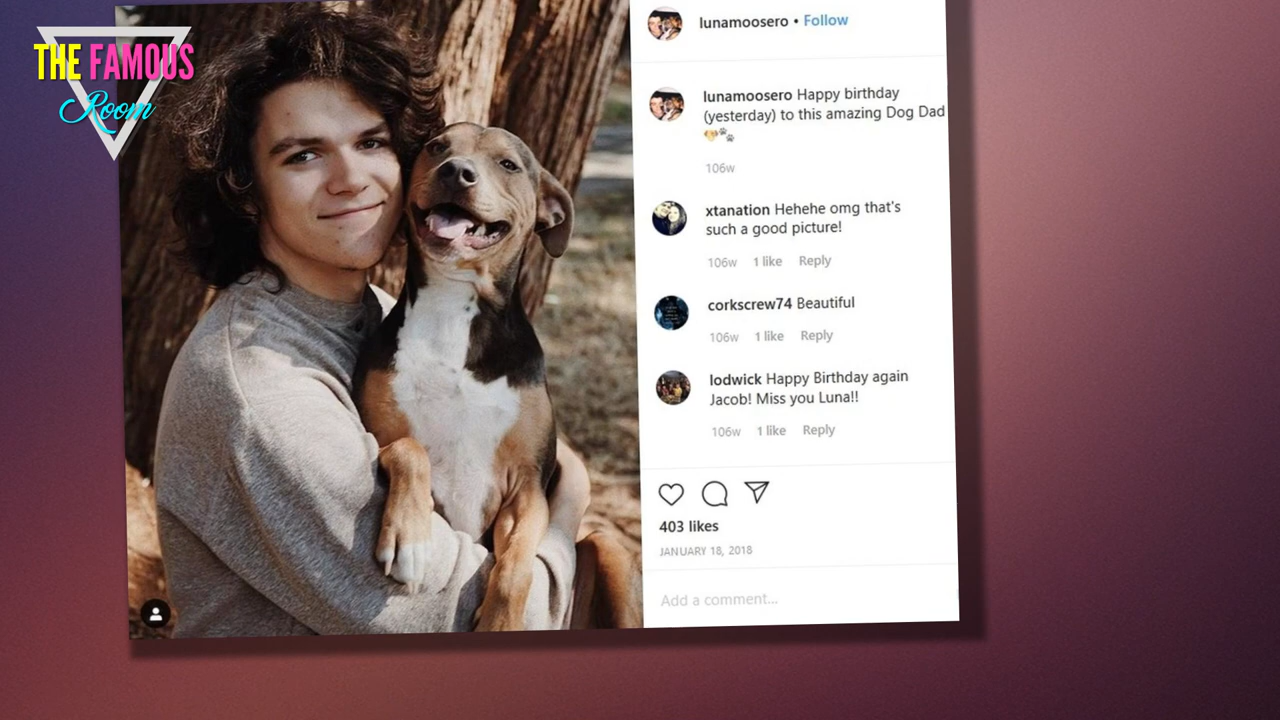 THE FAMOUS
Room
lunamoosero • Follow
lunamoosero Happy birthday
(yesterday) to this amazing Dog Dad
106w
xtanation Hehehe omg that's
such a good picture!
106w 1 like Reply
corkscrew74 Beautiful
106w 1 like Reply
lodwick Happy Birthday again
Jacob! Miss you Luna!!
106w 1 like Reply
403 likes
JANUARY 18, 2018
Add a comment...